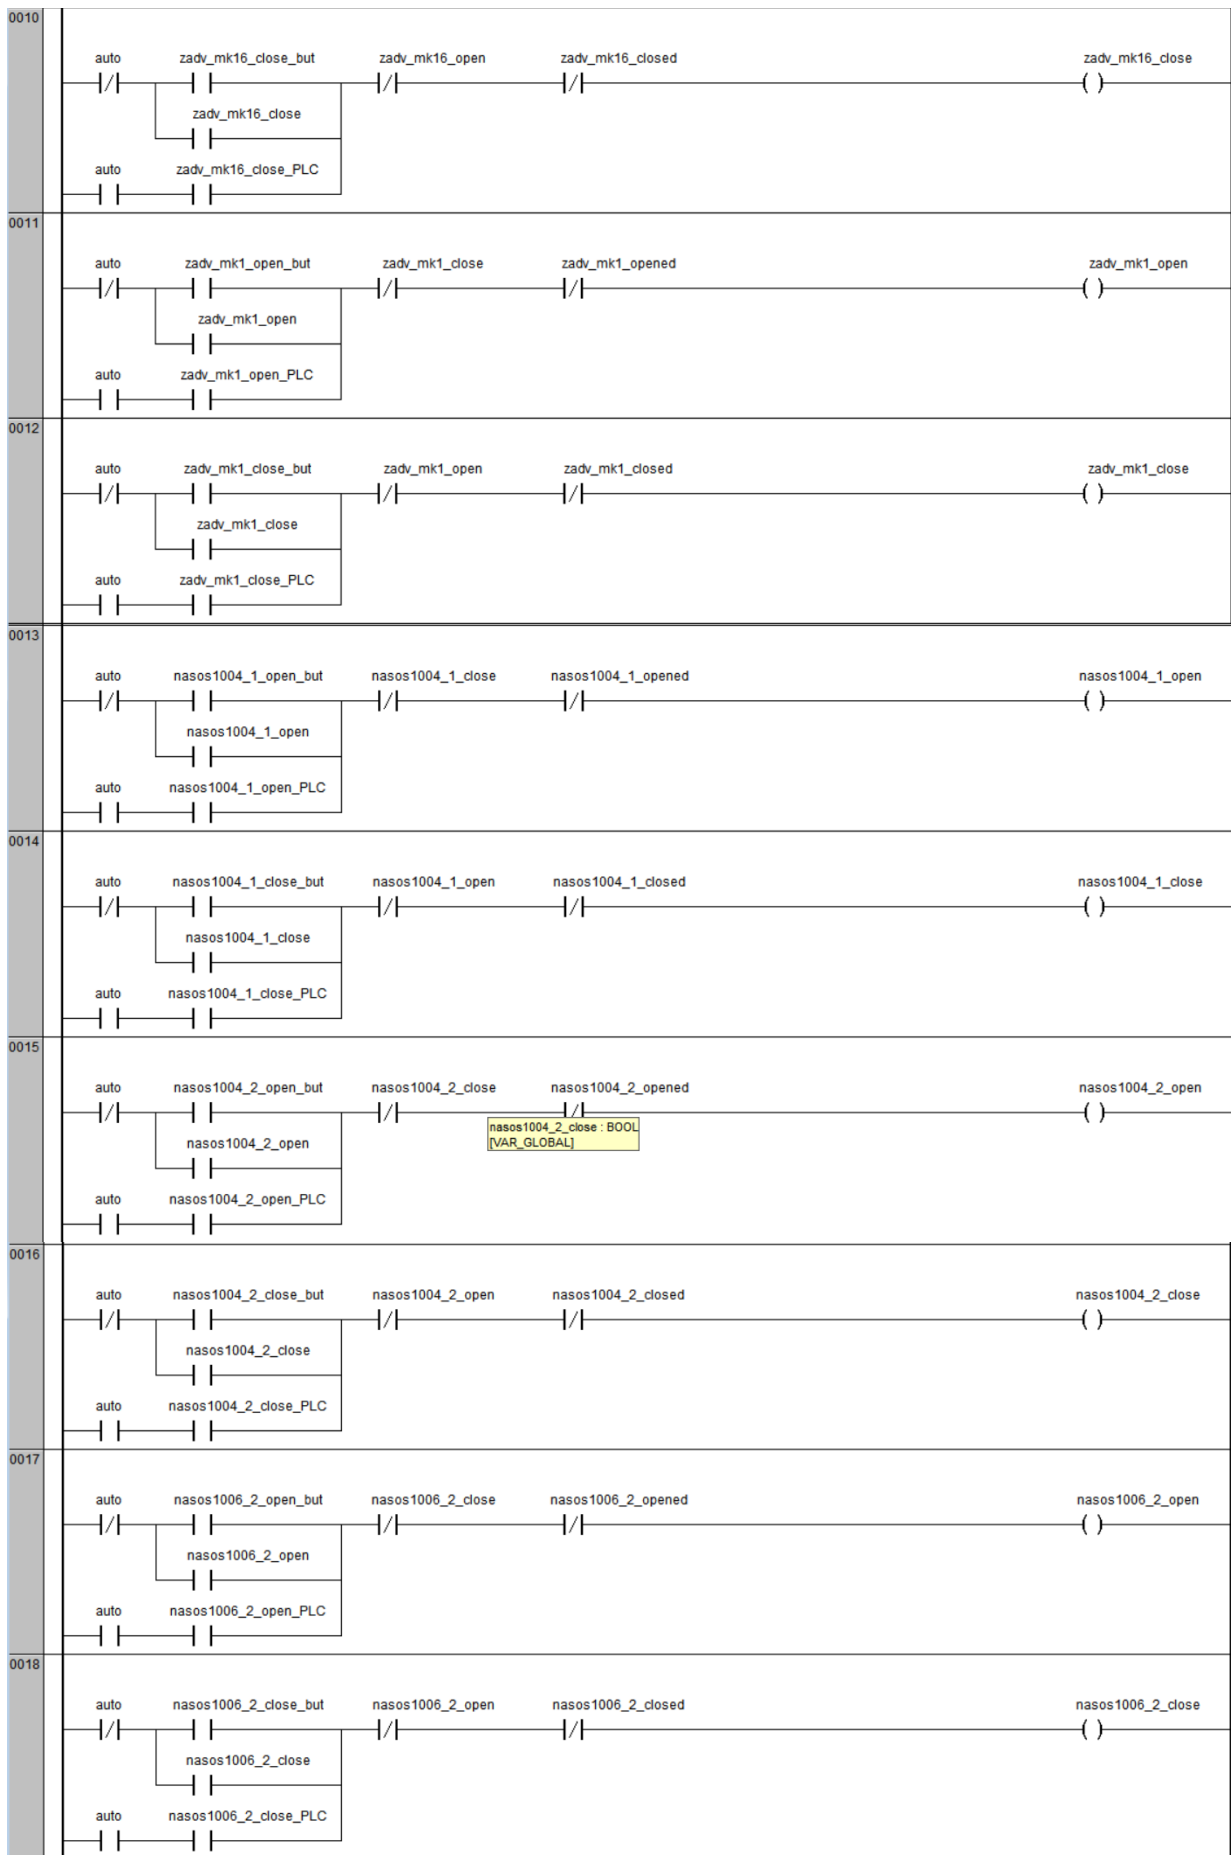 0010
auto zadv_mk16_close_but zadv_mk16_open zadv_mk16_closed zadv_mk16_close
zadv_mk16_close
auto zadv_mk16_close_PLC
0011
auto zadv_mk1_open_but zadv_mk1_close zadv_mk1_opened zadv_mk1_open
zadv_mk1_open
auto zadv_mk1_open_PLC
0012
auto zadv_mk1_close_but zadv_mk1_open zadv_mk1_closed zadv_mk1_close
zadv_mk1_close
auto zadv_mk1_close_PLC
0013
auto nasos1004_1_open_but nasos1004_1_close nasos1004_1_opened nasos1004_1_open
nasos1004_1_open
auto nasos1004_1_open_PLC
0014
auto nasos1004_1_close_but nasos1004_1_open nasos1004_1_closed nasos1004_1_close
nasos1004_1_close
auto nasos1004_1_close_PLC
0015
auto nasos1004_2_open_but nasos1004_2_close nasos1004_2_opened nasos1004_2_open
nasos1004_2_close : BOOL
[VAR_GLOBAL]
nasos1004_2_open
auto nasos1004_2_open_PLC
0016
auto nasos1004_2_close_but nasos1004_2_open nasos1004_2_closed nasos1004_2_close
nasos1004_2_close
auto nasos1004_2_close_PLC
0017
auto nasos1006_2_open_but nasos1006_2_close nasos1006_2_opened nasos1006_2_open
nasos1006_2_open
auto nasos1006_2_open_PLC
0018
auto nasos1006_2_close_but nasos1006_2_open nasos1006_2_closed nasos1006_2_close
nasos1006_2_close
auto nasos1006_2_close_PLC